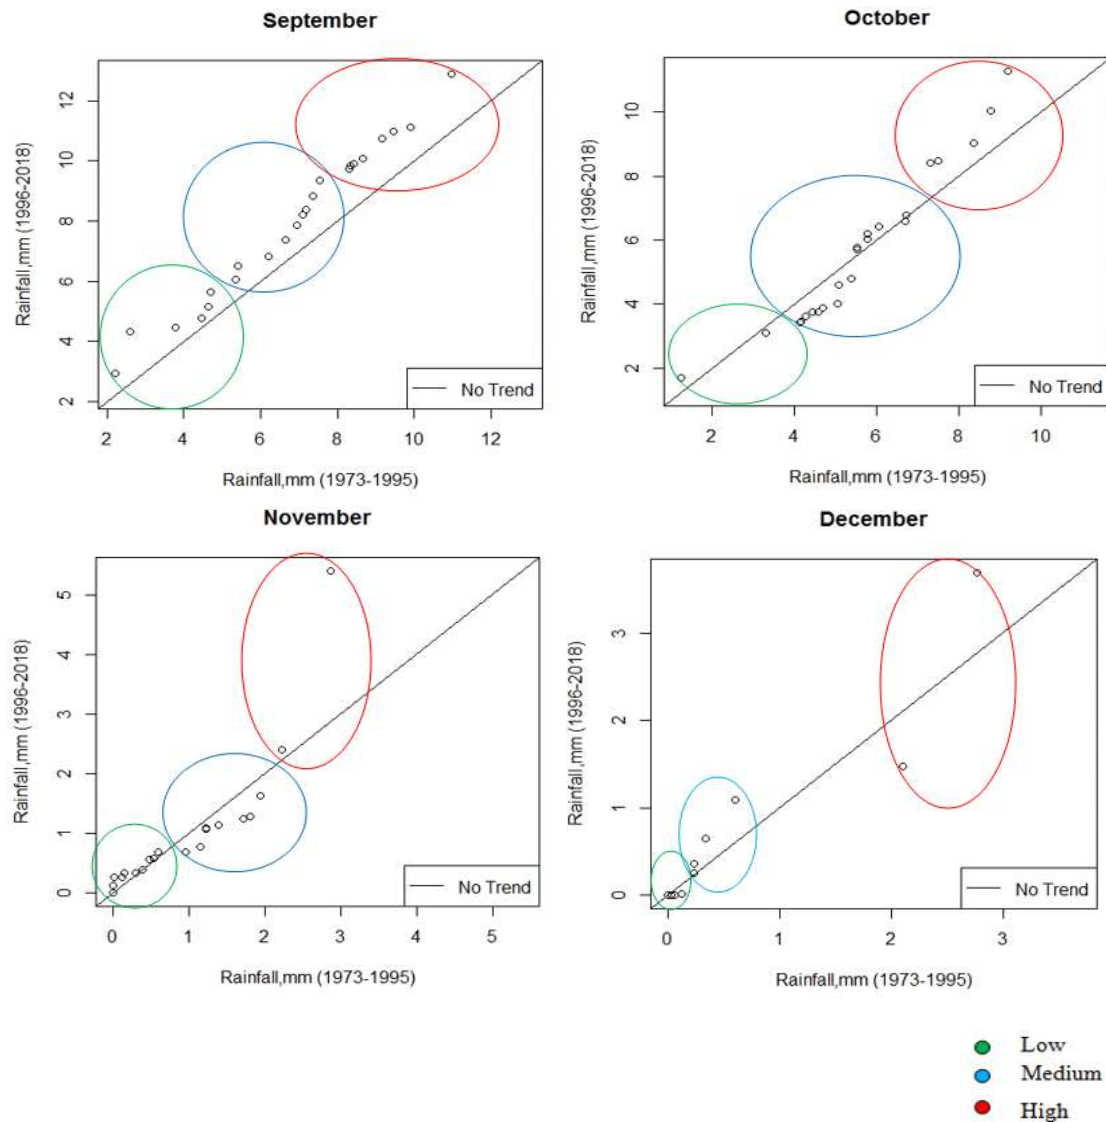 September
Rainfall,mm (1996-2018)
12
10
8
6
4
2
2 4 6 8 10 12
No Trend
Rainfall,mm (1973-1995)
October
Rainfall,mm (1996-2018)
10
8
6
4
2
2 4 6 8 10
No Trend
Rainfall,mm (1973-1995)
November
Rainfall,mm (1996-2018)
5
4
3
2
1
0
0 1 2 3 4 5
No Trend
Rainfall,mm (1973-1995)
December
Rainfall,mm (1996-2018)
3
2
1
0
0 1 2 3
No Trend
Rainfall,mm (1973-1995)
Low
Medium
High